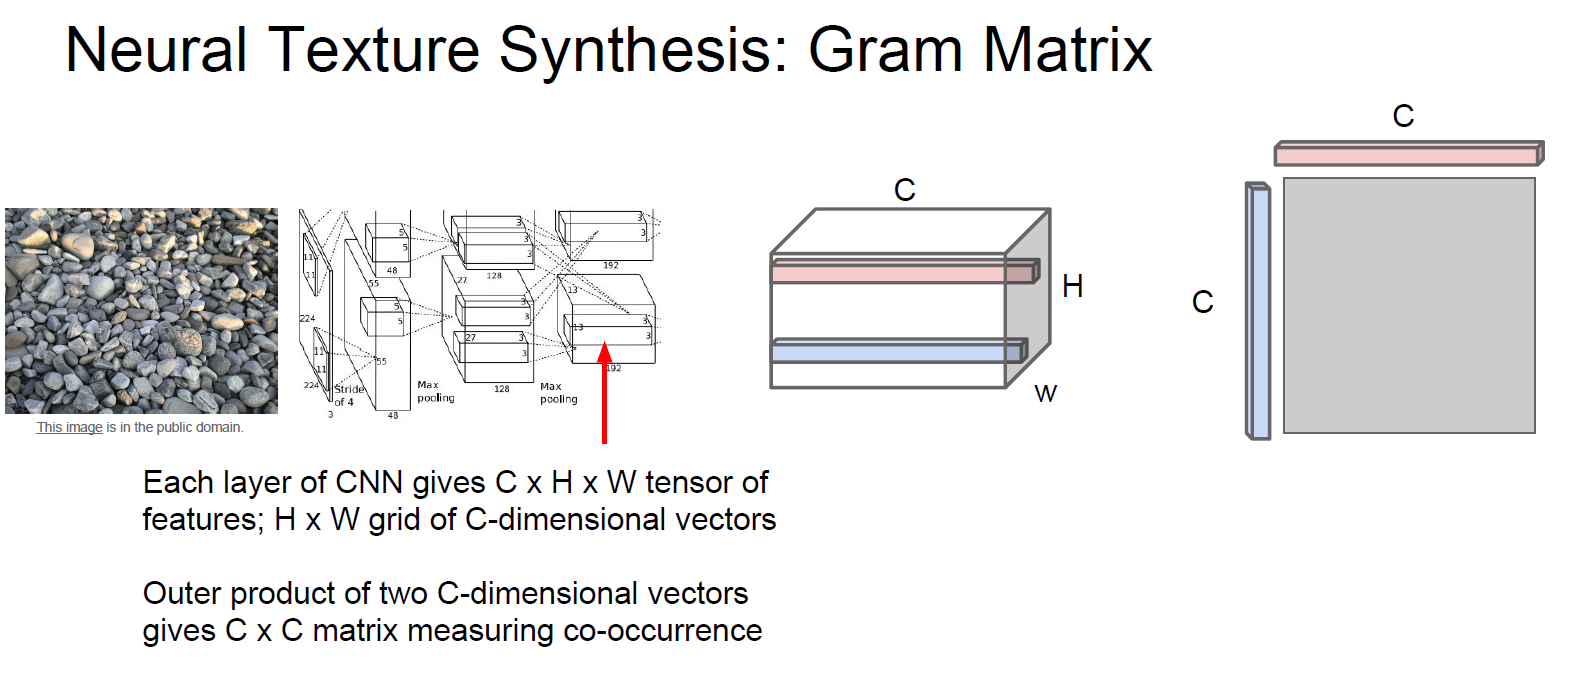 Neural Texture Synthesis: Gram Matrix
C
C
H
W
C
11
11
224
11
11
224
3
Stride
of 4
55
55
5
5
48
5
5
48
Max
pooling
27
3
3
3
128
3
3
27
3
3
128
Max
pooling
3
3
192
13
13
3
3
192
This image is in the public domain.
Each layer of CNN gives C x H x W tensor of
features; H x W grid of C-dimensional vectors
Outer product of two C-dimensional vectors
gives C x C matrix measuring co-occurrence